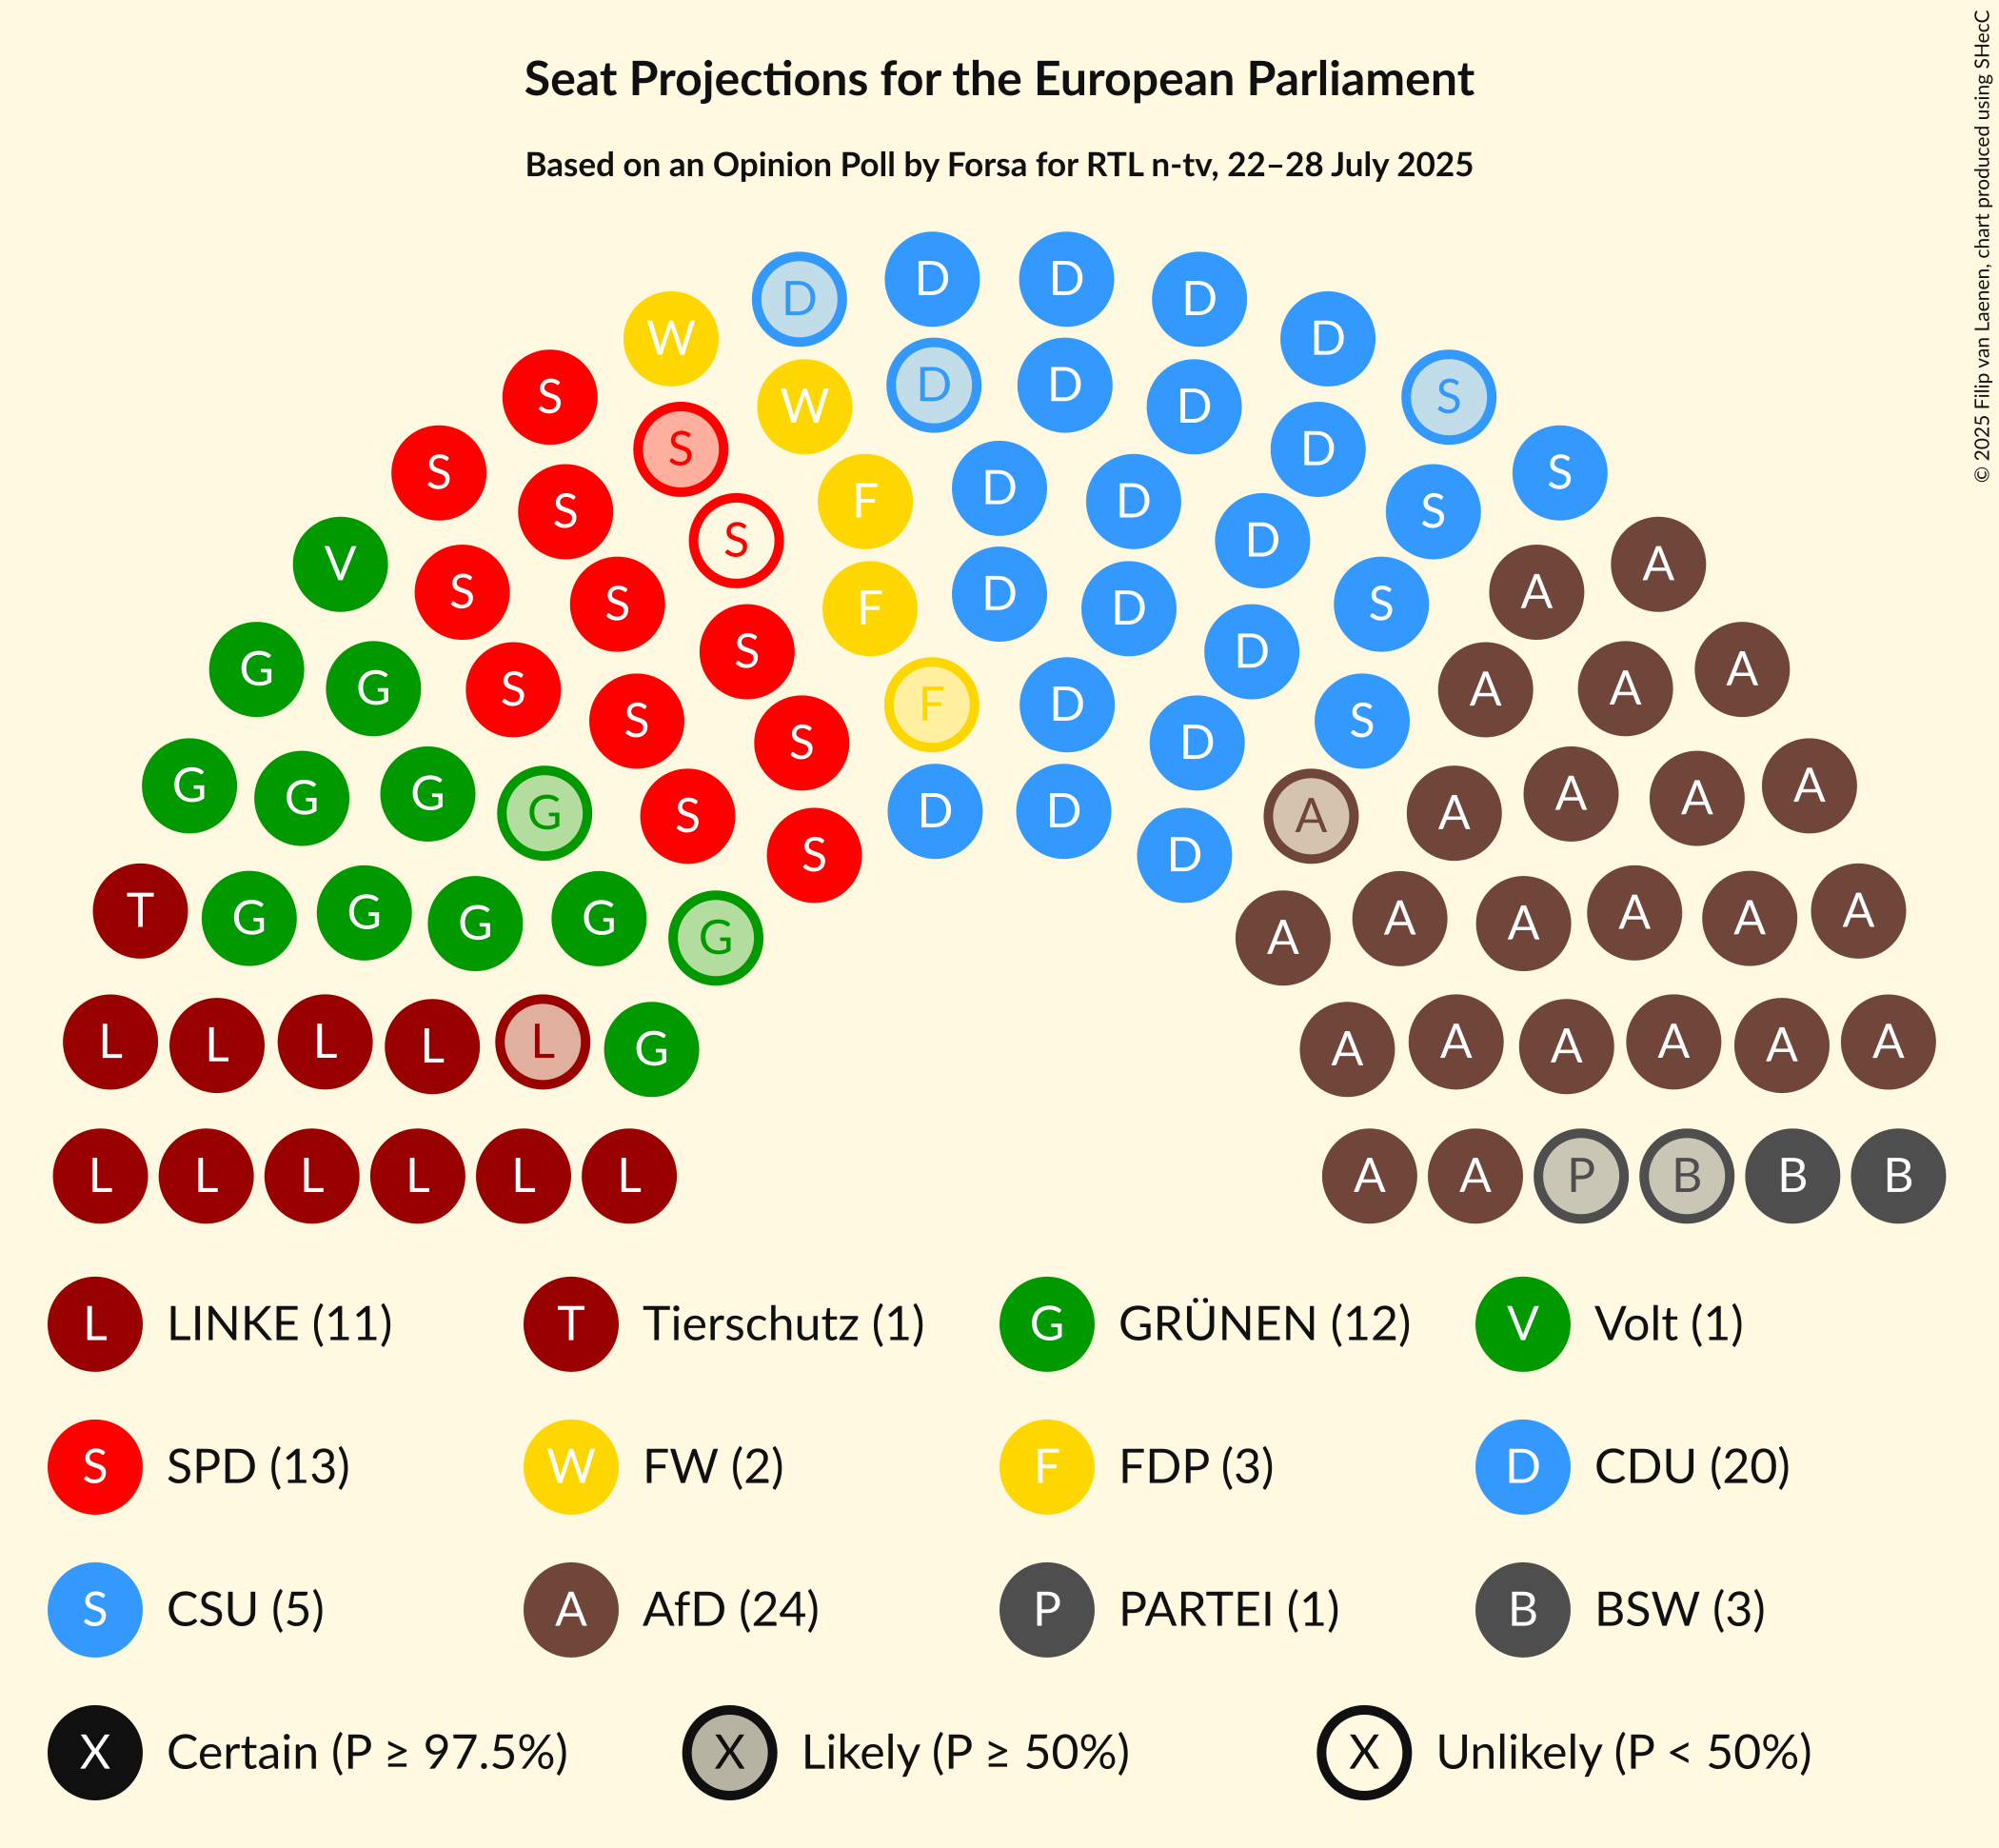 Seat Projections for the European Parliament
Based on an Opinion Poll by Forsa for RTL n-tv, 22–28 July 2025
© 2025 Filip van Laenen, chart produced using SHecC
D D D D D S
W W D D D D S S
S S S F D D D S A A
S S S F D D D S A A A
V S S S F D D S A A A A
G G S S S D D D A A A A A
G G G G S S A A A A A A
T G G G G G A A A A A A
L L L L L G A A
L L L L L L A A P B B B
L LINKE (11) T Tierschutz (1) G GRÜNEN (12) V Volt (1)
S SPD (13) W FW (2) F FDP (3) D CDU (20)
S CSU (5) A AfD (24) P PARTEI (1) B BSW (3)
X Certain (P ≥ 97.5%) X Likely (P ≥ 50%) X Unlikely (P < 50%)